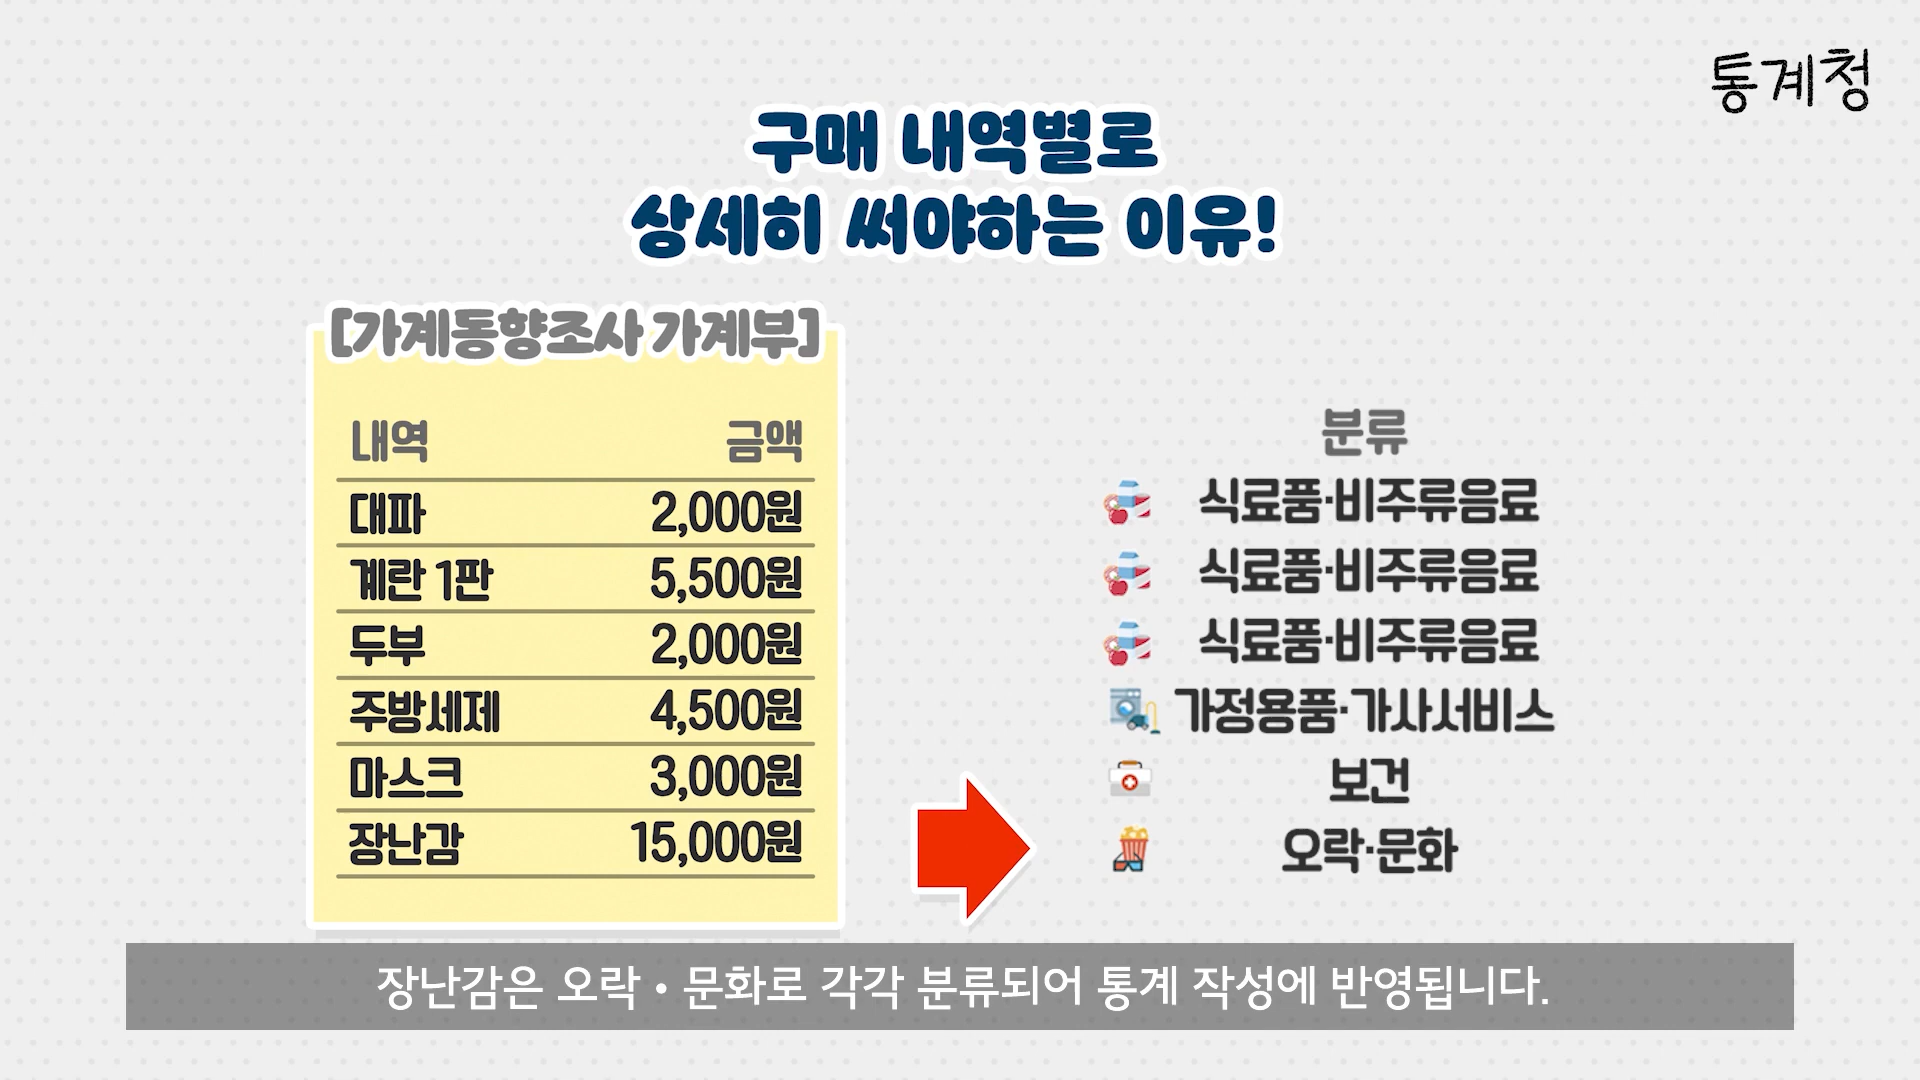 통계청
구매 내역별로
상세히 써야하는 이유!
[가계동향조사 가계부]
내역 금액
대파 2,000원
계란 1판 5,500원
두부 2,000원
주방세제 4,500원
마스크 3,000원
장난감 15,000원
분류
식료품·비주류음료
식료품·비주류음료
식료품·비주류음료
가정용품·가사서비스
보건
오락·문화
장난감은 오락•문화로 각각 분류되어 통계 작성에 반영됩니다.